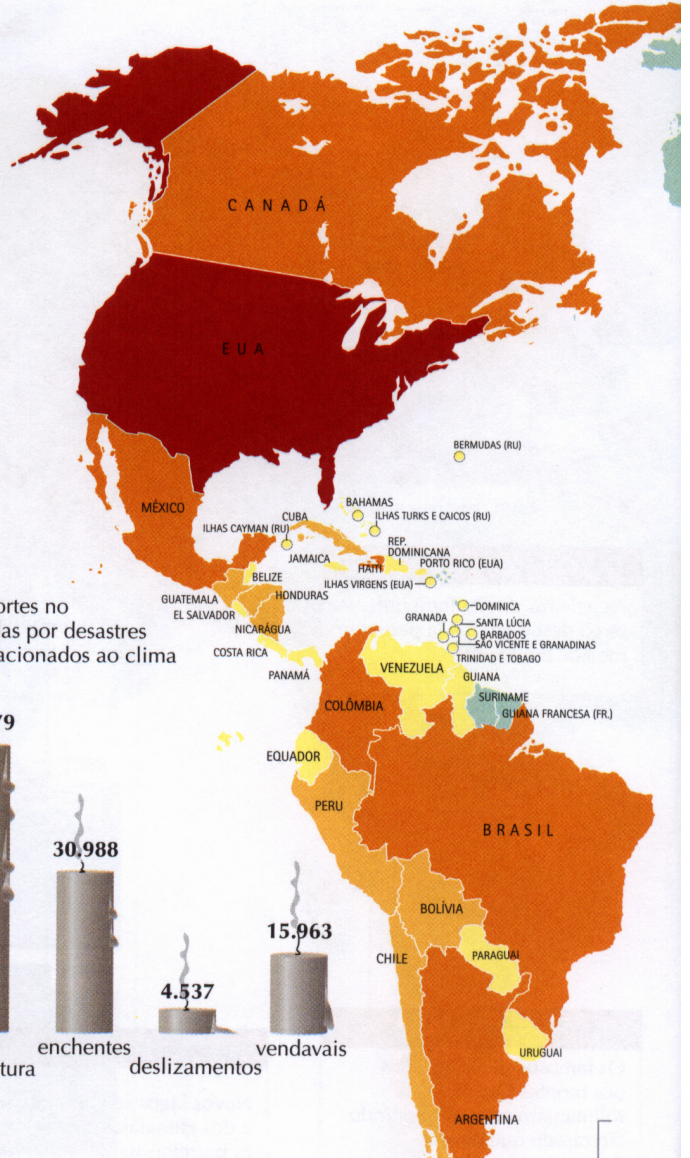 CANADÁ
EUA
BERMUDAS (RU)
MÉXICO
BAHAMAS
CUBA
ILHAS TURKS E CAICOS (RU)
ILHAS CAYMAN (RU)
REP.
DOMINICANA
JAMAICA
HAITI
PORTO RICO (EUA)
BELIZE
ILHAS VIRGENS (EUA)
GUATEMALA
HONDURAS
DOMINICA
EL SALVADOR
GRANADA
SANTA LÚCIA
NICARÁGUA
BARBADOS
SÃO VICENTE E GRANADINAS
COSTA RICA
TRINIDAD E TOBAGO
PANAMÁ
VENEZUELA
GUIANA
SURINAME
COLÔMBIA
GUIANA FRANCESA (FR.)
EQUADOR
PERU
BRASIL
BOLÍVIA
CHILE
PARAGUAI
URUGUAI
ARGENTINA
ortes no
das por desastres
acionados ao clima
79
30.988
4.537
15.963
enchentes
deslizamentos
vendavais
tura